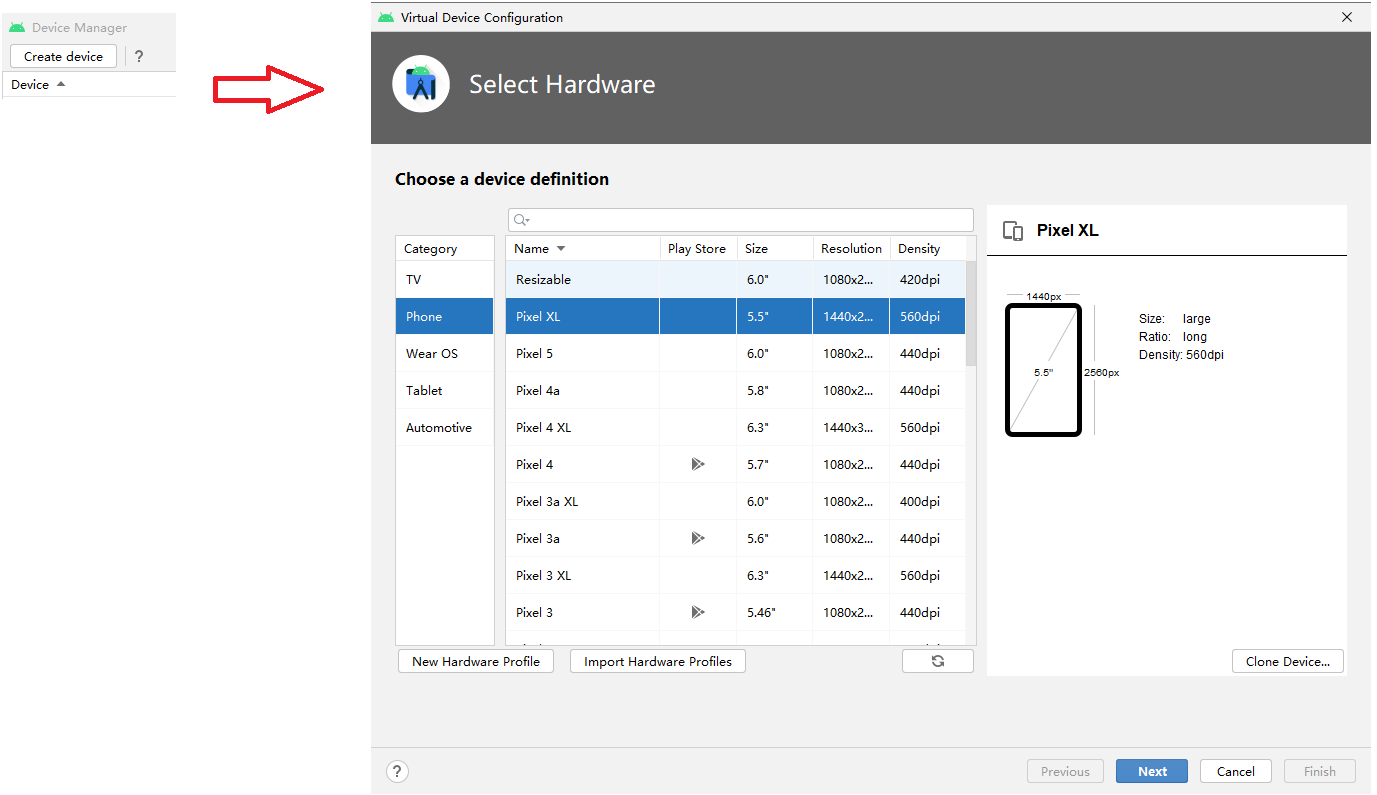 Device Manager
Create device ?
Device
Virtual Device Configuration
Select Hardware
Choose a device definition
Category
TV
Phone
Wear OS
Tablet
Automotive
Name Play Store Size Resolution Density
Resizable 6.0" 1080x2... 420dpi
Pixel XL 5.5" 1440x2... 560dpi
Pixel 5 6.0" 1080x2... 440dpi
Pixel 4a 5.8" 1080x2... 440dpi
Pixel 4 XL 6.3" 1440x3... 560dpi
Pixel 4 5.7" 1080x2... 440dpi
Pixel 3a XL 6.0" 1080x2... 400dpi
Pixel 3a 5.6" 1080x2... 440dpi
Pixel 3 XL 6.3" 1440x2... 560dpi
Pixel 3 5.46" 1080x2... 440dpi
New Hardware Profile Import Hardware Profiles
Pixel XL
1440px
5.5"
2560px
Size: large
Ratio: long
Density: 560dpi
Clone Device...
? Previous Next Cancel Finish